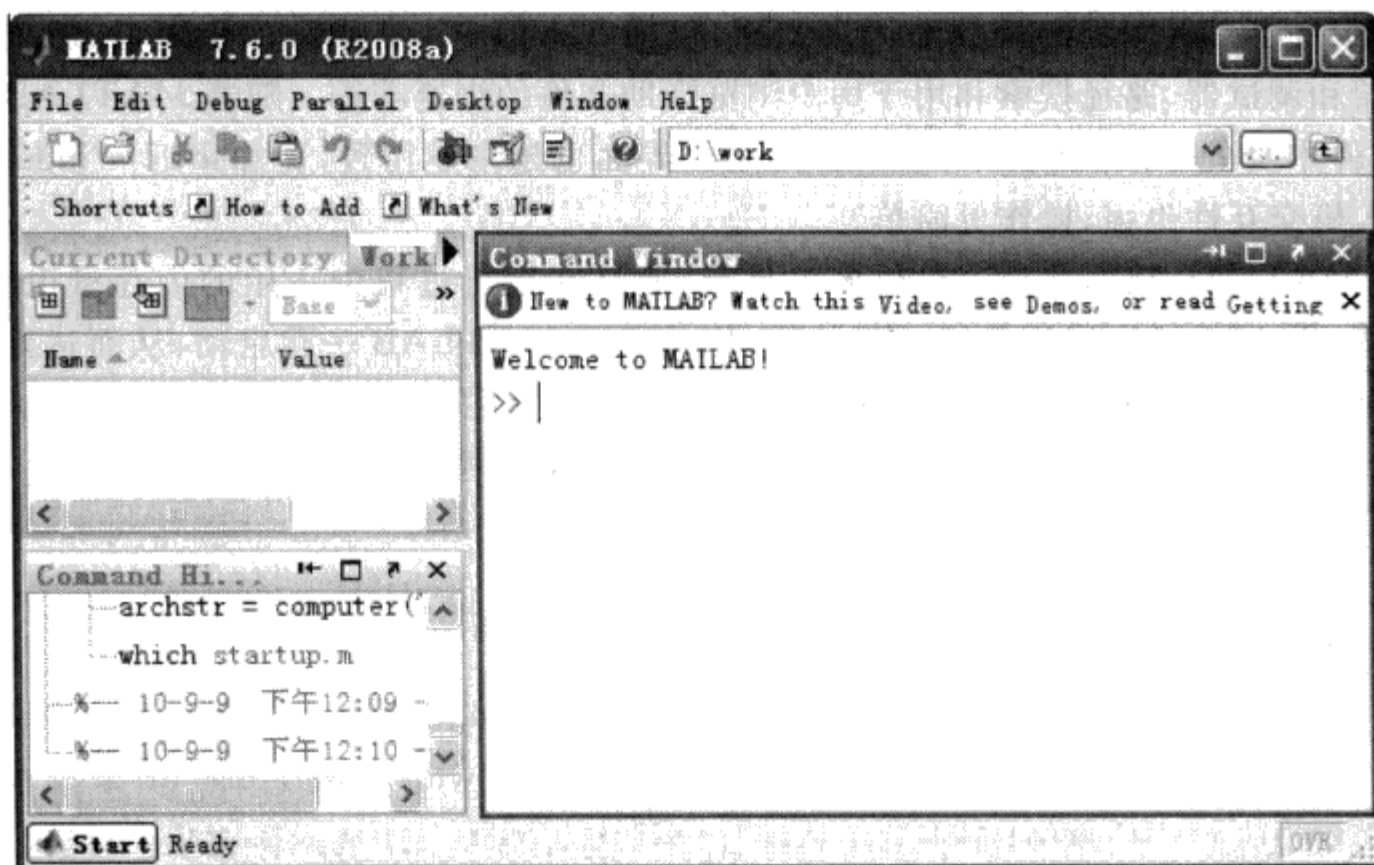 MATLAB 7.6.0 (R2008a)
File Edit Debug Parallel Desktop Window Help
D:\work
Shortcuts How to Add What's New
Current Directory Work
Base
Name Value
Command Window
New to MATLAB? Watch this Video, see Demos, or read Getting
Welcome to MATLAB!
>>
Command Hi...
archstr = computer('
which startup.m
%-- 10-9-9 下午12:09 -
%-- 10-9-9 下午12:10 -
Start Ready
OVR